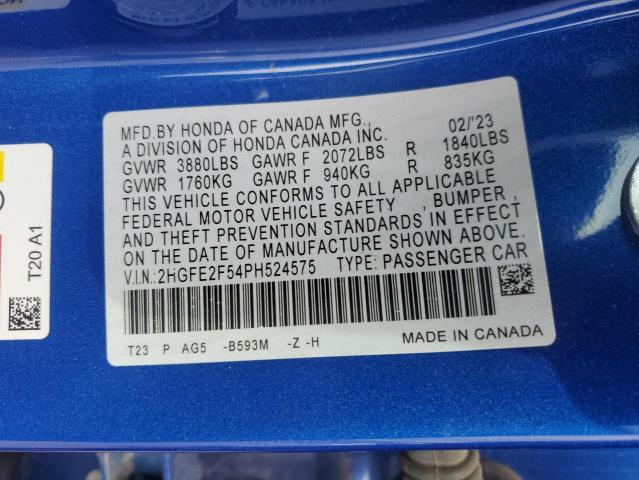 MFD.BY HONDA OF CANADA MFG., 02/'23
A DIVISION OF HONDA CANADA INC.
GVWR 3880LBS GAWR F 2072LBS R 1840LBS
GVWR 1760KG GAWR F 940KG R 835KG
THIS VEHICLE CONFORMS TO ALL APPLICABLE
FEDERAL MOTOR VEHICLE SAFETY , BUMPER ,
AND THEFT PREVENTION STANDARDS IN EFFECT
ON THE DATE OF MANUFACTURE SHOWN ABOVE.
V.I.N.: 2HGFE2F54PH524575 TYPE: PASSENGER CAR
T23 P AG5 -B593M -Z -H MADE IN CANADA
T20 A1